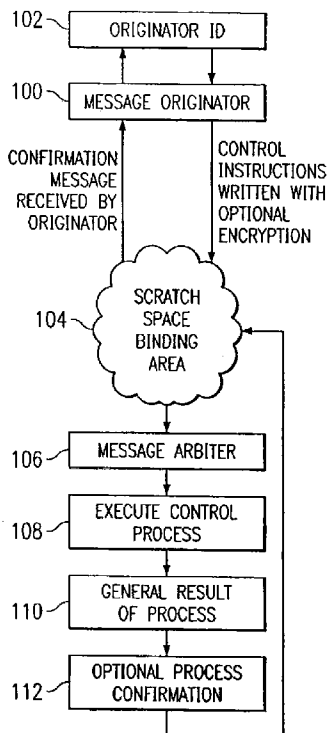 102
ORIGINATOR ID
100
MESSAGE ORIGINATOR
CONFIRMATION
MESSAGE
RECEIVED BY
ORIGINATOR
CONTROL
INSTRUCTIONS
WRITTEN WITH
OPTIONAL
ENCRYPTION
104
SCRATCH
SPACE
BINDING
AREA
106
MESSAGE ARBITER
108
EXECUTE CONTROL
PROCESS
110
GENERAL RESULT
OF PROCESS
112
OPTIONAL PROCESS
CONFIRMATION